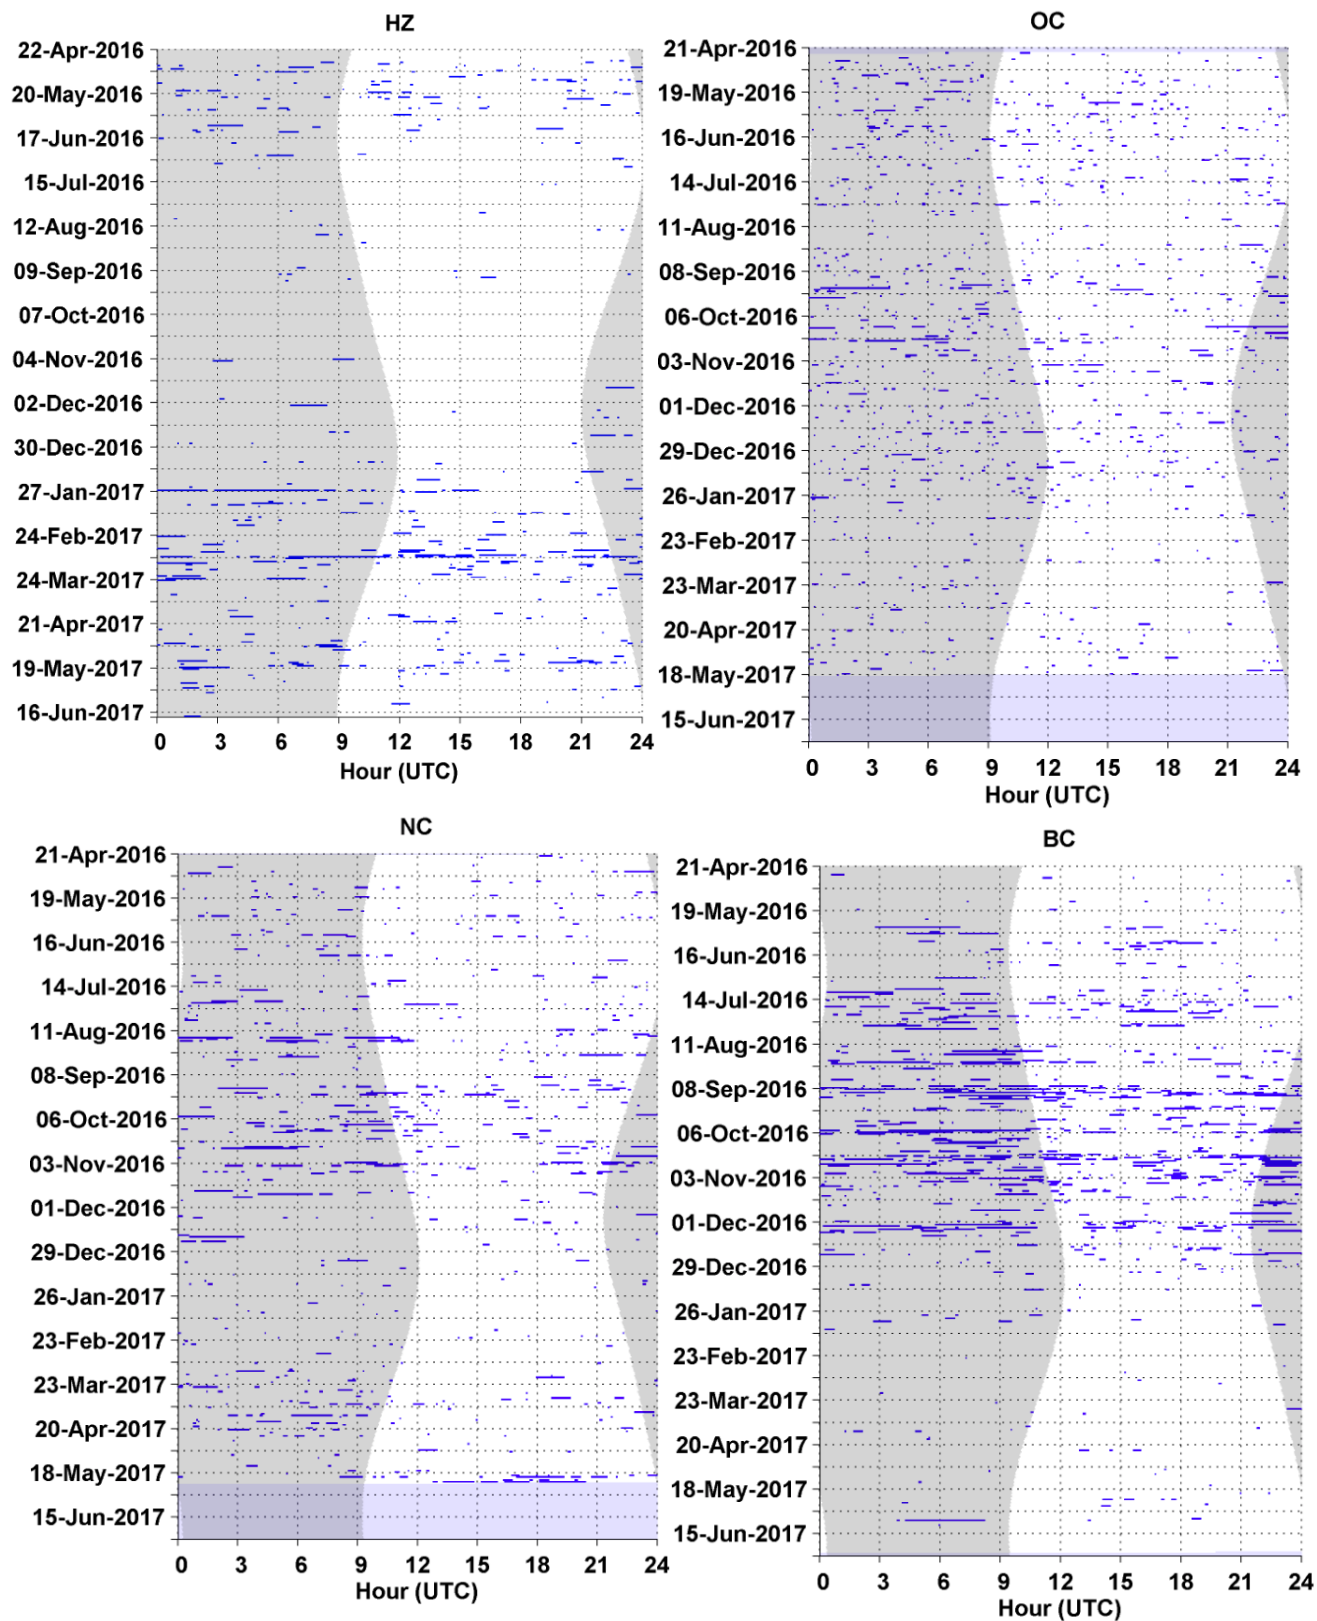 HZ
22-Apr-2016
20-May-2016
17-Jun-2016
15-Jul-2016
12-Aug-2016
09-Sep-2016
07-Oct-2016
04-Nov-2016
02-Dec-2016
30-Dec-2016
27-Jan-2017
24-Feb-2017
24-Mar-2017
21-Apr-2017
19-May-2017
16-Jun-2017
0 3 6 9 12 15 18 21 24
Hour (UTC)
OC
21-Apr-2016
19-May-2016
16-Jun-2016
14-Jul-2016
11-Aug-2016
08-Sep-2016
06-Oct-2016
03-Nov-2016
01-Dec-2016
29-Dec-2016
26-Jan-2017
23-Feb-2017
23-Mar-2017
20-Apr-2017
18-May-2017
15-Jun-2017
0 3 6 9 12 15 18 21 24
Hour (UTC)
NC
21-Apr-2016
19-May-2016
16-Jun-2016
14-Jul-2016
11-Aug-2016
08-Sep-2016
06-Oct-2016
03-Nov-2016
01-Dec-2016
29-Dec-2016
26-Jan-2017
23-Feb-2017
23-Mar-2017
20-Apr-2017
18-May-2017
15-Jun-2017
0 3 6 9 12 15 18 21 24
Hour (UTC)
BC
21-Apr-2016
19-May-2016
16-Jun-2016
14-Jul-2016
11-Aug-2016
08-Sep-2016
06-Oct-2016
03-Nov-2016
01-Dec-2016
29-Dec-2016
26-Jan-2017
23-Feb-2017
23-Mar-2017
20-Apr-2017
18-May-2017
15-Jun-2017
0 3 6 9 12 15 18 21 24
Hour (UTC)